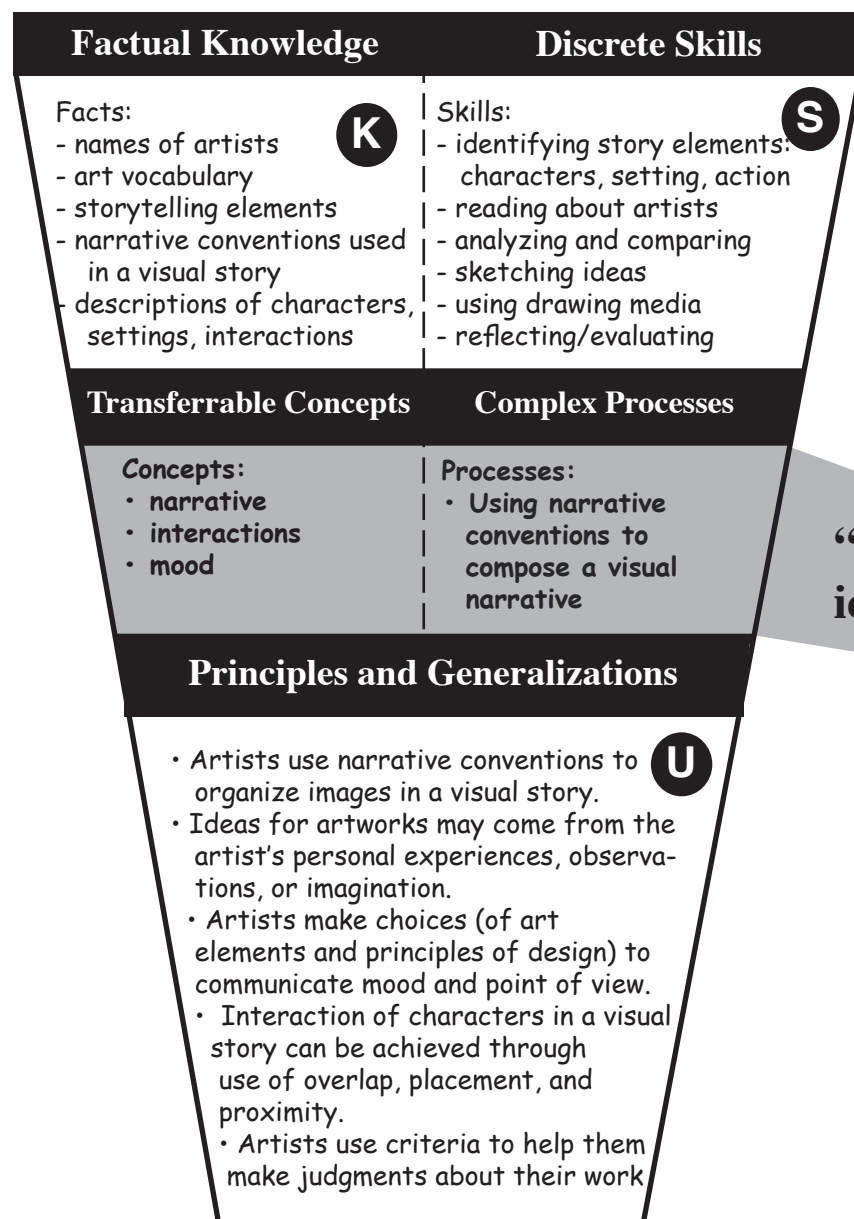 Factual Knowledge
Discrete Skills
Facts:
- names of artists
- art vocabulary
- storytelling elements
- narrative conventions used
in a visual story
- descriptions of characters,
settings, interactions
K
Skills:
- identifying story elements:
characters, setting, action
- reading about artists
- analyzing and comparing
- sketching ideas
- using drawing media
- reflecting/evaluating
S
Transferrable Concepts
Complex Processes
Concepts:
• narrative
• interactions
• mood
Processes:
• Using narrative
conventions to
compose a visual
narrative
Principles and Generalizations
• Artists use narrative conventions to
organize images in a visual story.
• Ideas for artworks may come from the
artist's personal experiences, observa-
tions, or imagination.
• Artists make choices (of art
elements and principles of design) to
communicate mood and point of view.
• Interaction of characters in a visual
story can be achieved through
use of overlap, placement, and
proximity.
• Artists use criteria to help them
make judgments about their work
U